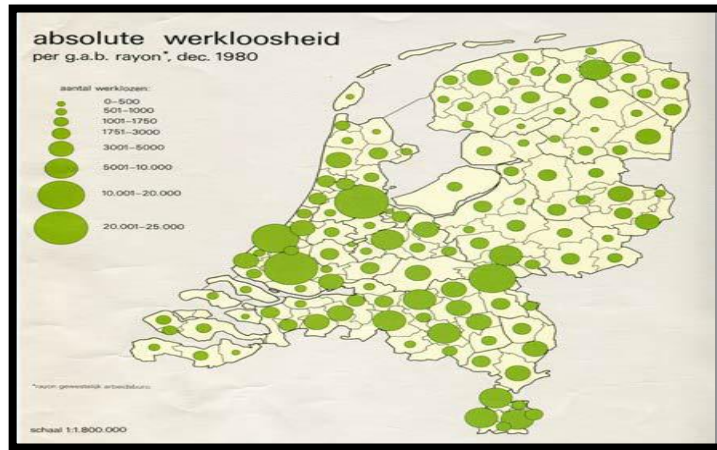 absolute werkloosheid
per g.a.b. rayon*, dec. 1980
aantal werklozen:
0–500
501–1000
1001–1750
1751–3000
3001–5000
5001–10.000
10.001–20.000
20.001–25.000
*rayon gewestelijk arbeidsburo
schaal 1:1.800.000